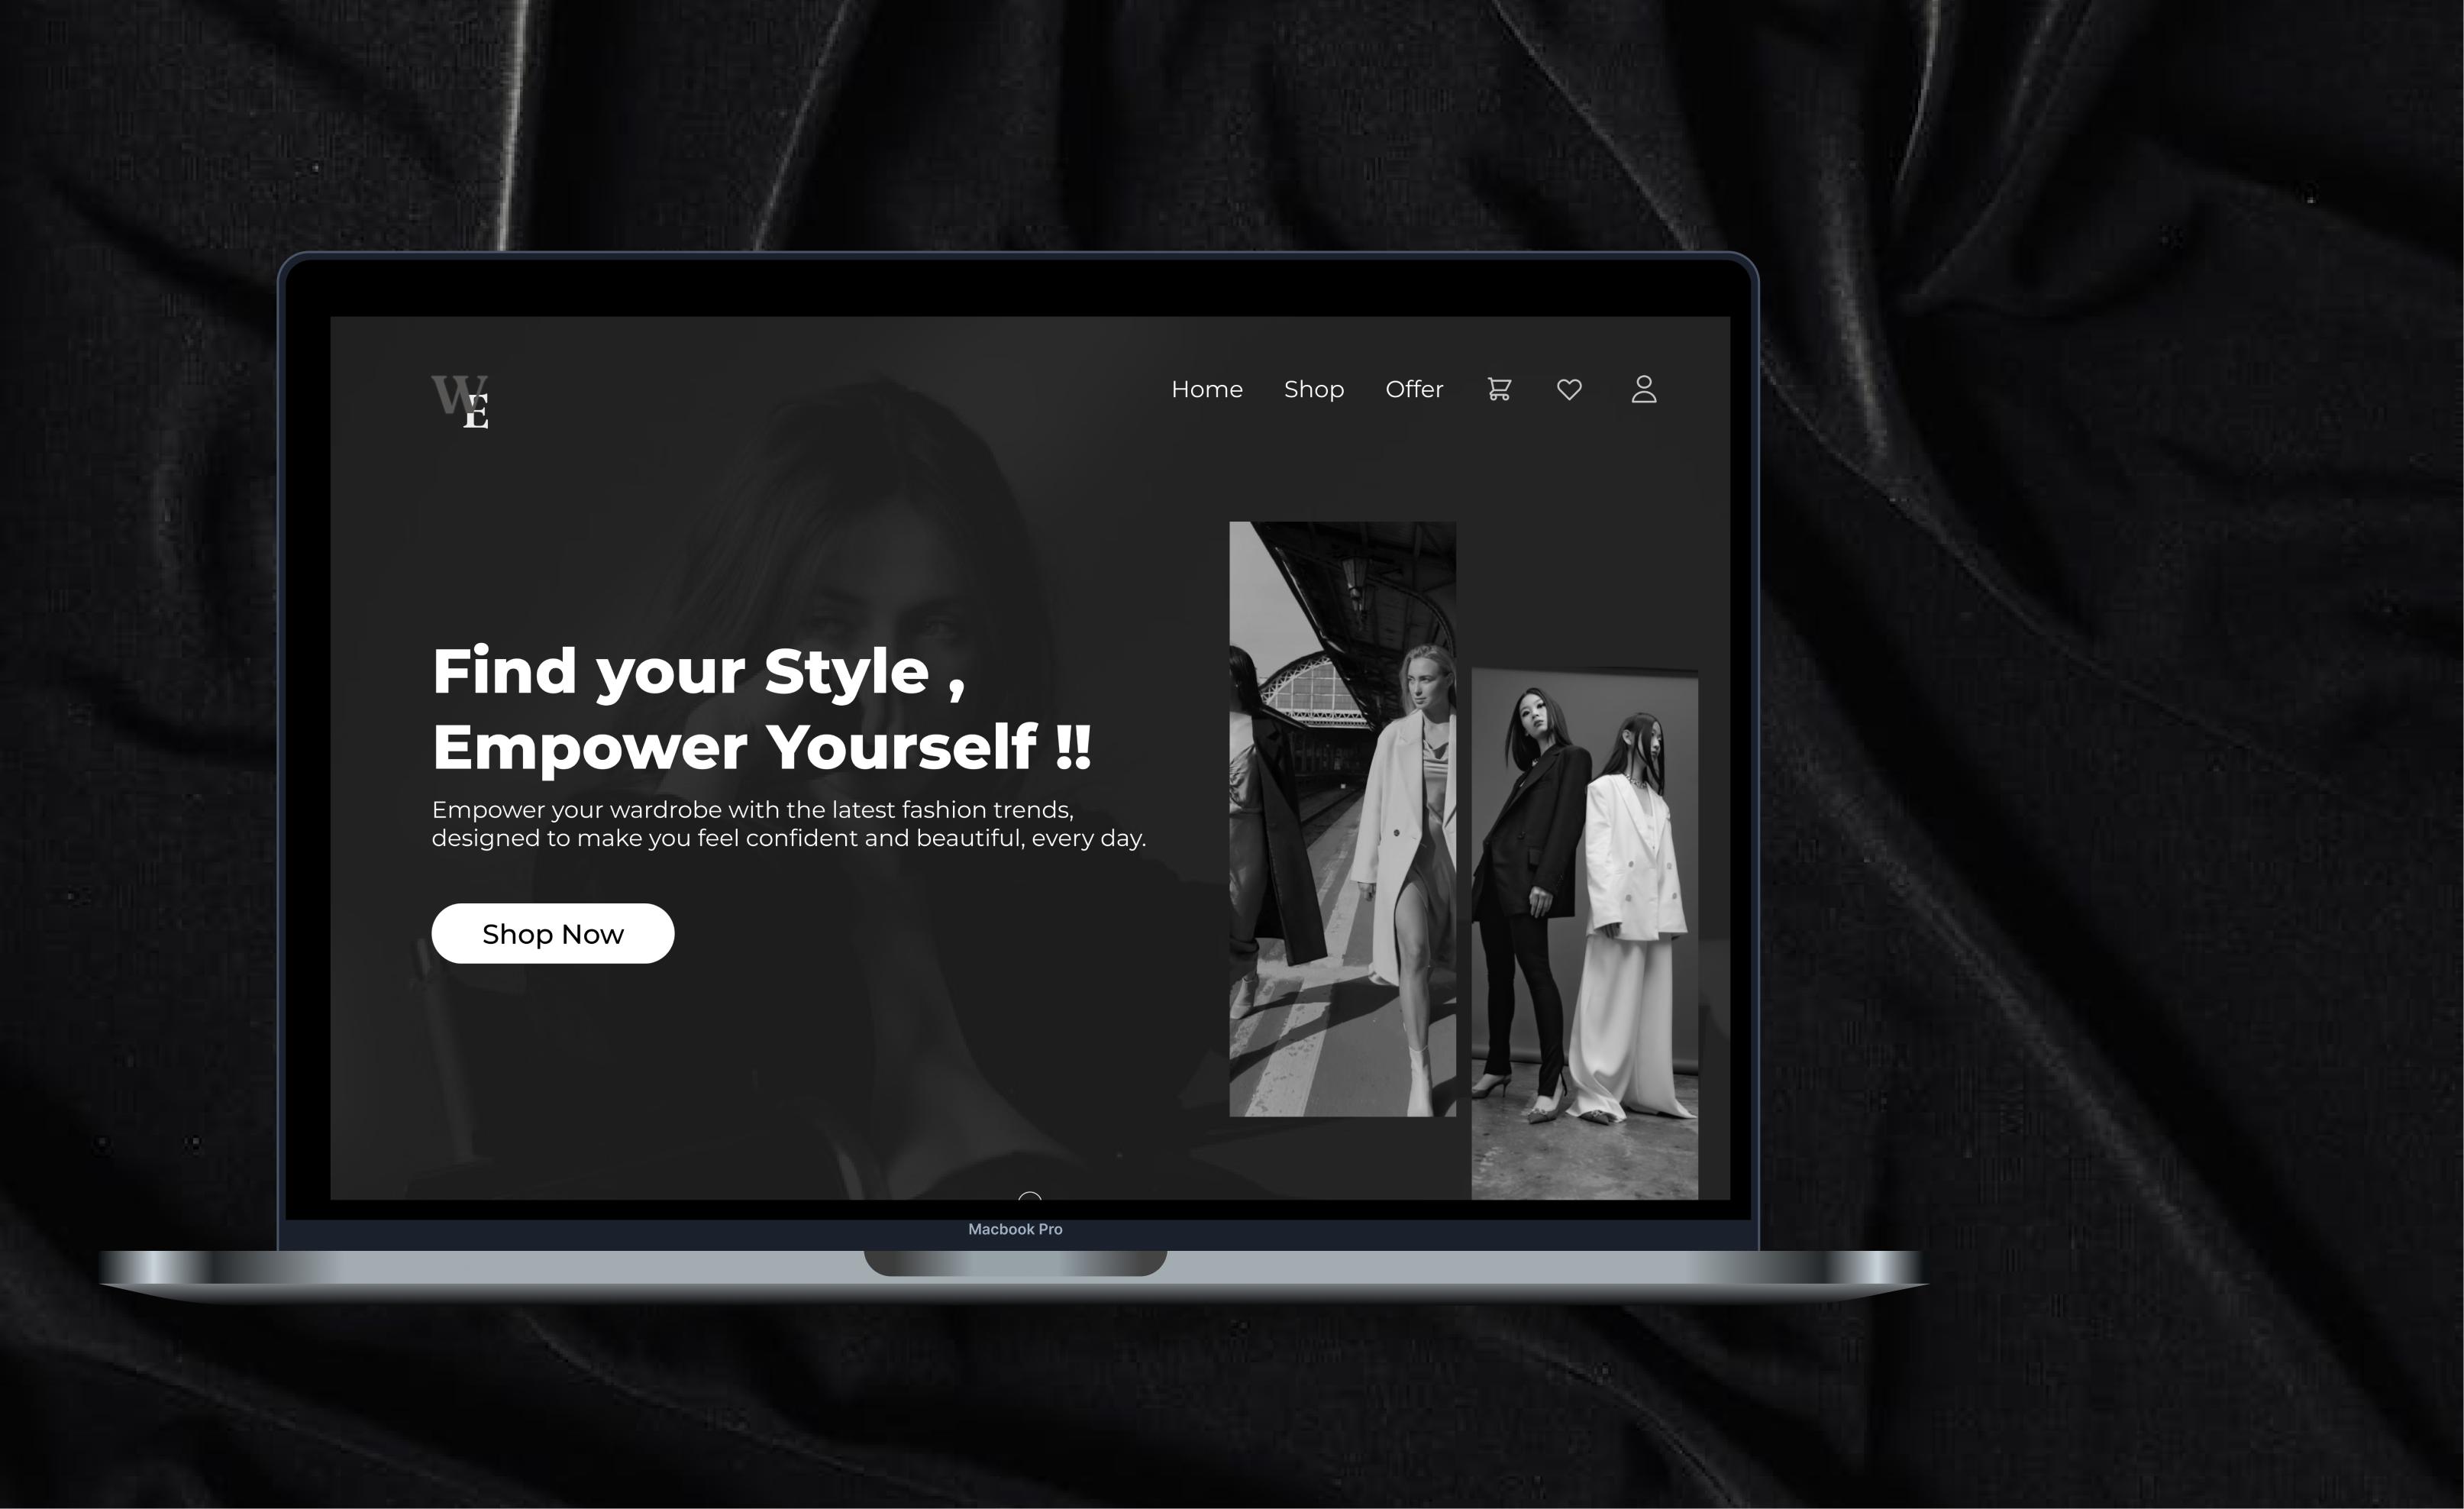 WE
Home Shop Offer
Find your Style ,
Empower Yourself !!
Empower your wardrobe with the latest fashion trends,
designed to make you feel confident and beautiful, every day.
Shop Now
Macbook Pro